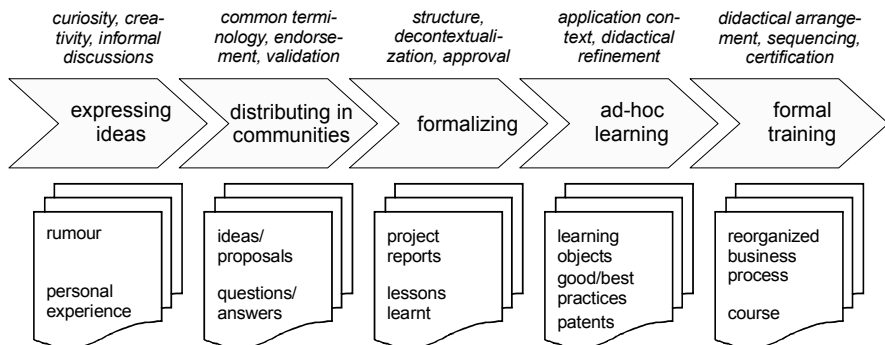 curiosity, crea-
tivity, informal
discussions
common termi-
nology, endorse-
ment, validation
structure,
decontextuali-
zation, approval
application con-
text, didactical
refinement
didactical arrange-
ment, sequencing,
certification
expressing
ideas
distributing in
communities
formalizing
ad-hoc
learning
formal
training
rumour
personal
experience
ideas/
proposals
questions/
answers
project
reports
lessons
learnt
learning
objects
good/best
practices
patents
reorganized
business
process
course